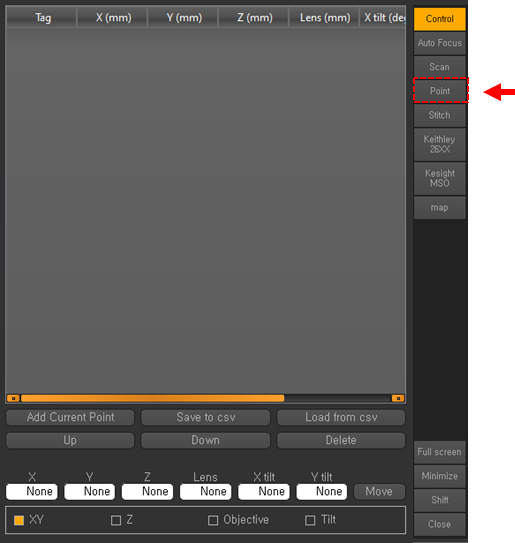 Tag X (mm) Y (mm) Z (mm) Lens (mm) X tilt (de
Control
Auto Focus
Scan
Point
Stitch
Keithley
26XX
Kesight
MSO
map
Add Current Point Save to csv Load from csv
Up Down Delete
Full screen
Minimize
Shift
Close
X Y Z Lens X tilt Y tilt
None None None None None None Move
XY Z Objective Tilt